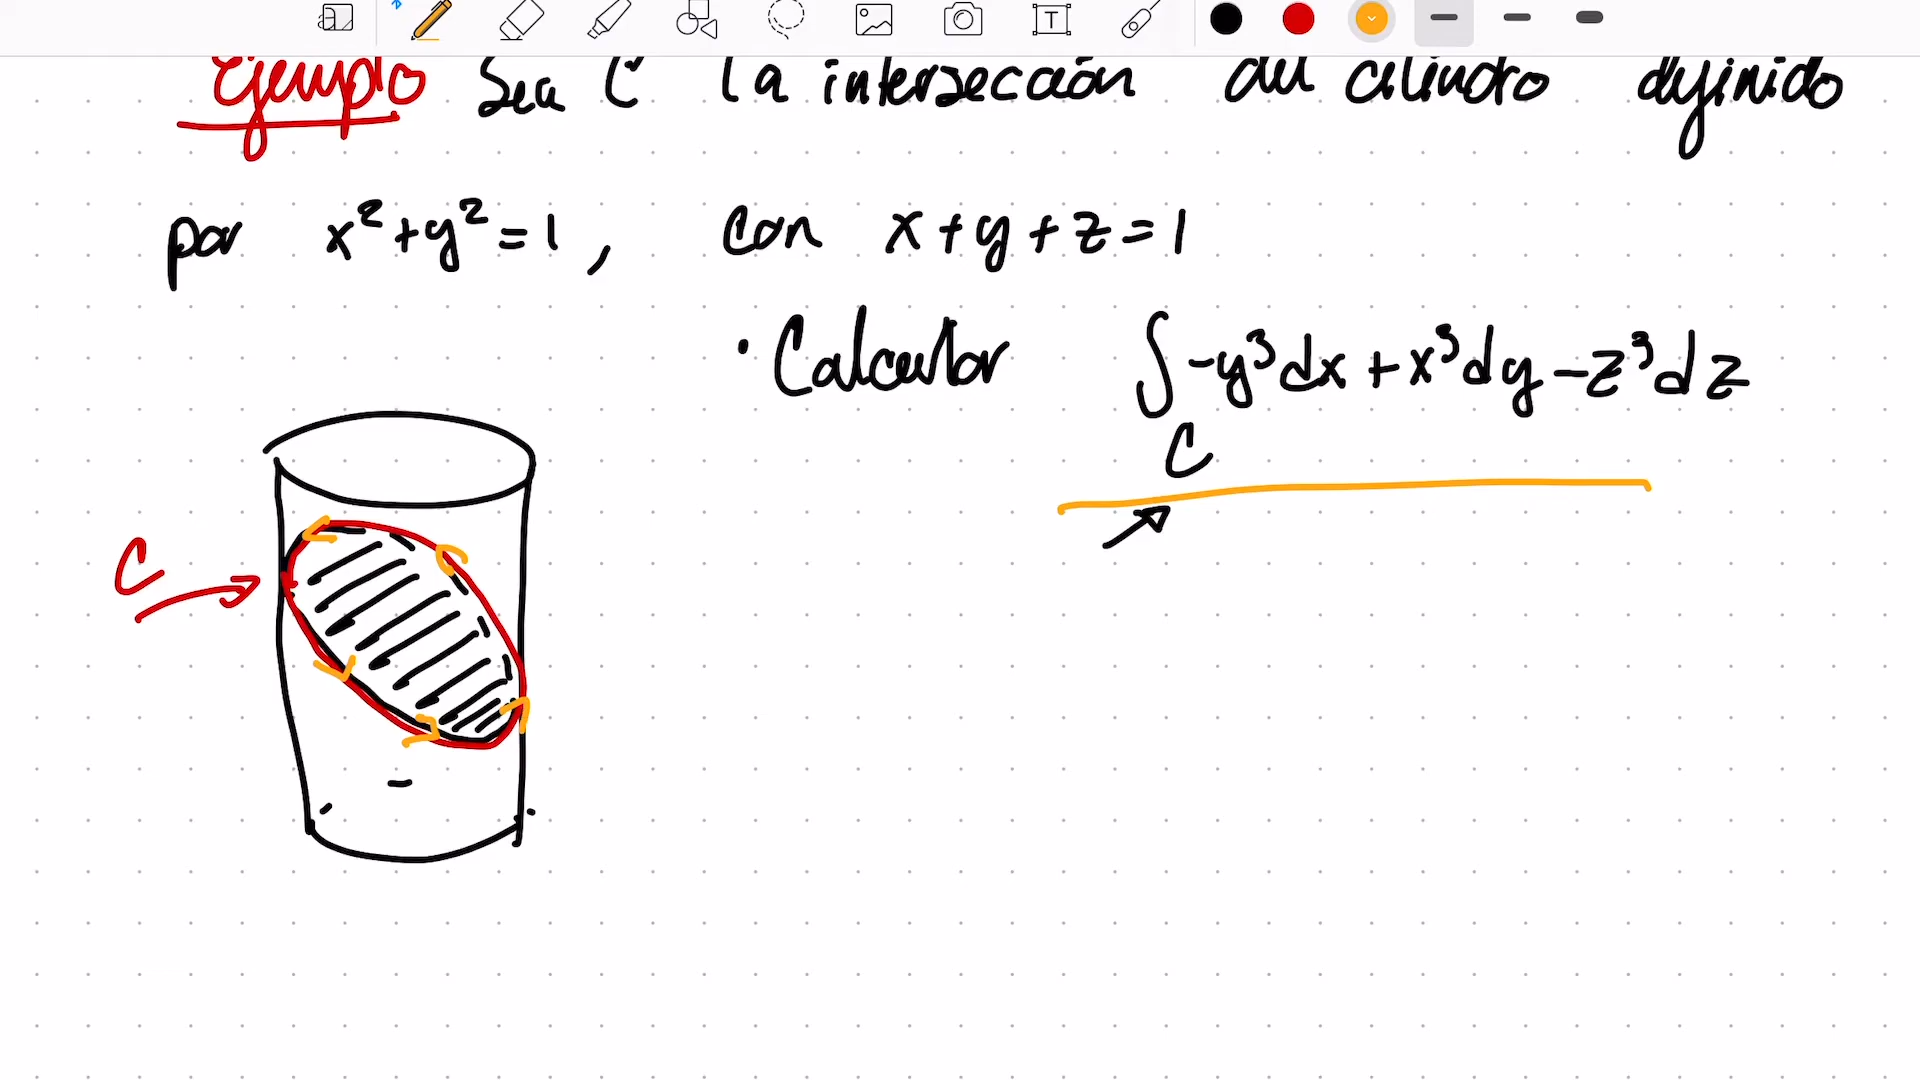 Ejemplo Sea C la intersección del cilindro definido
por x²+y²=1, con x+y+z=1
· Calcular ∫-y³dx+x³dy-z³dz
C
C